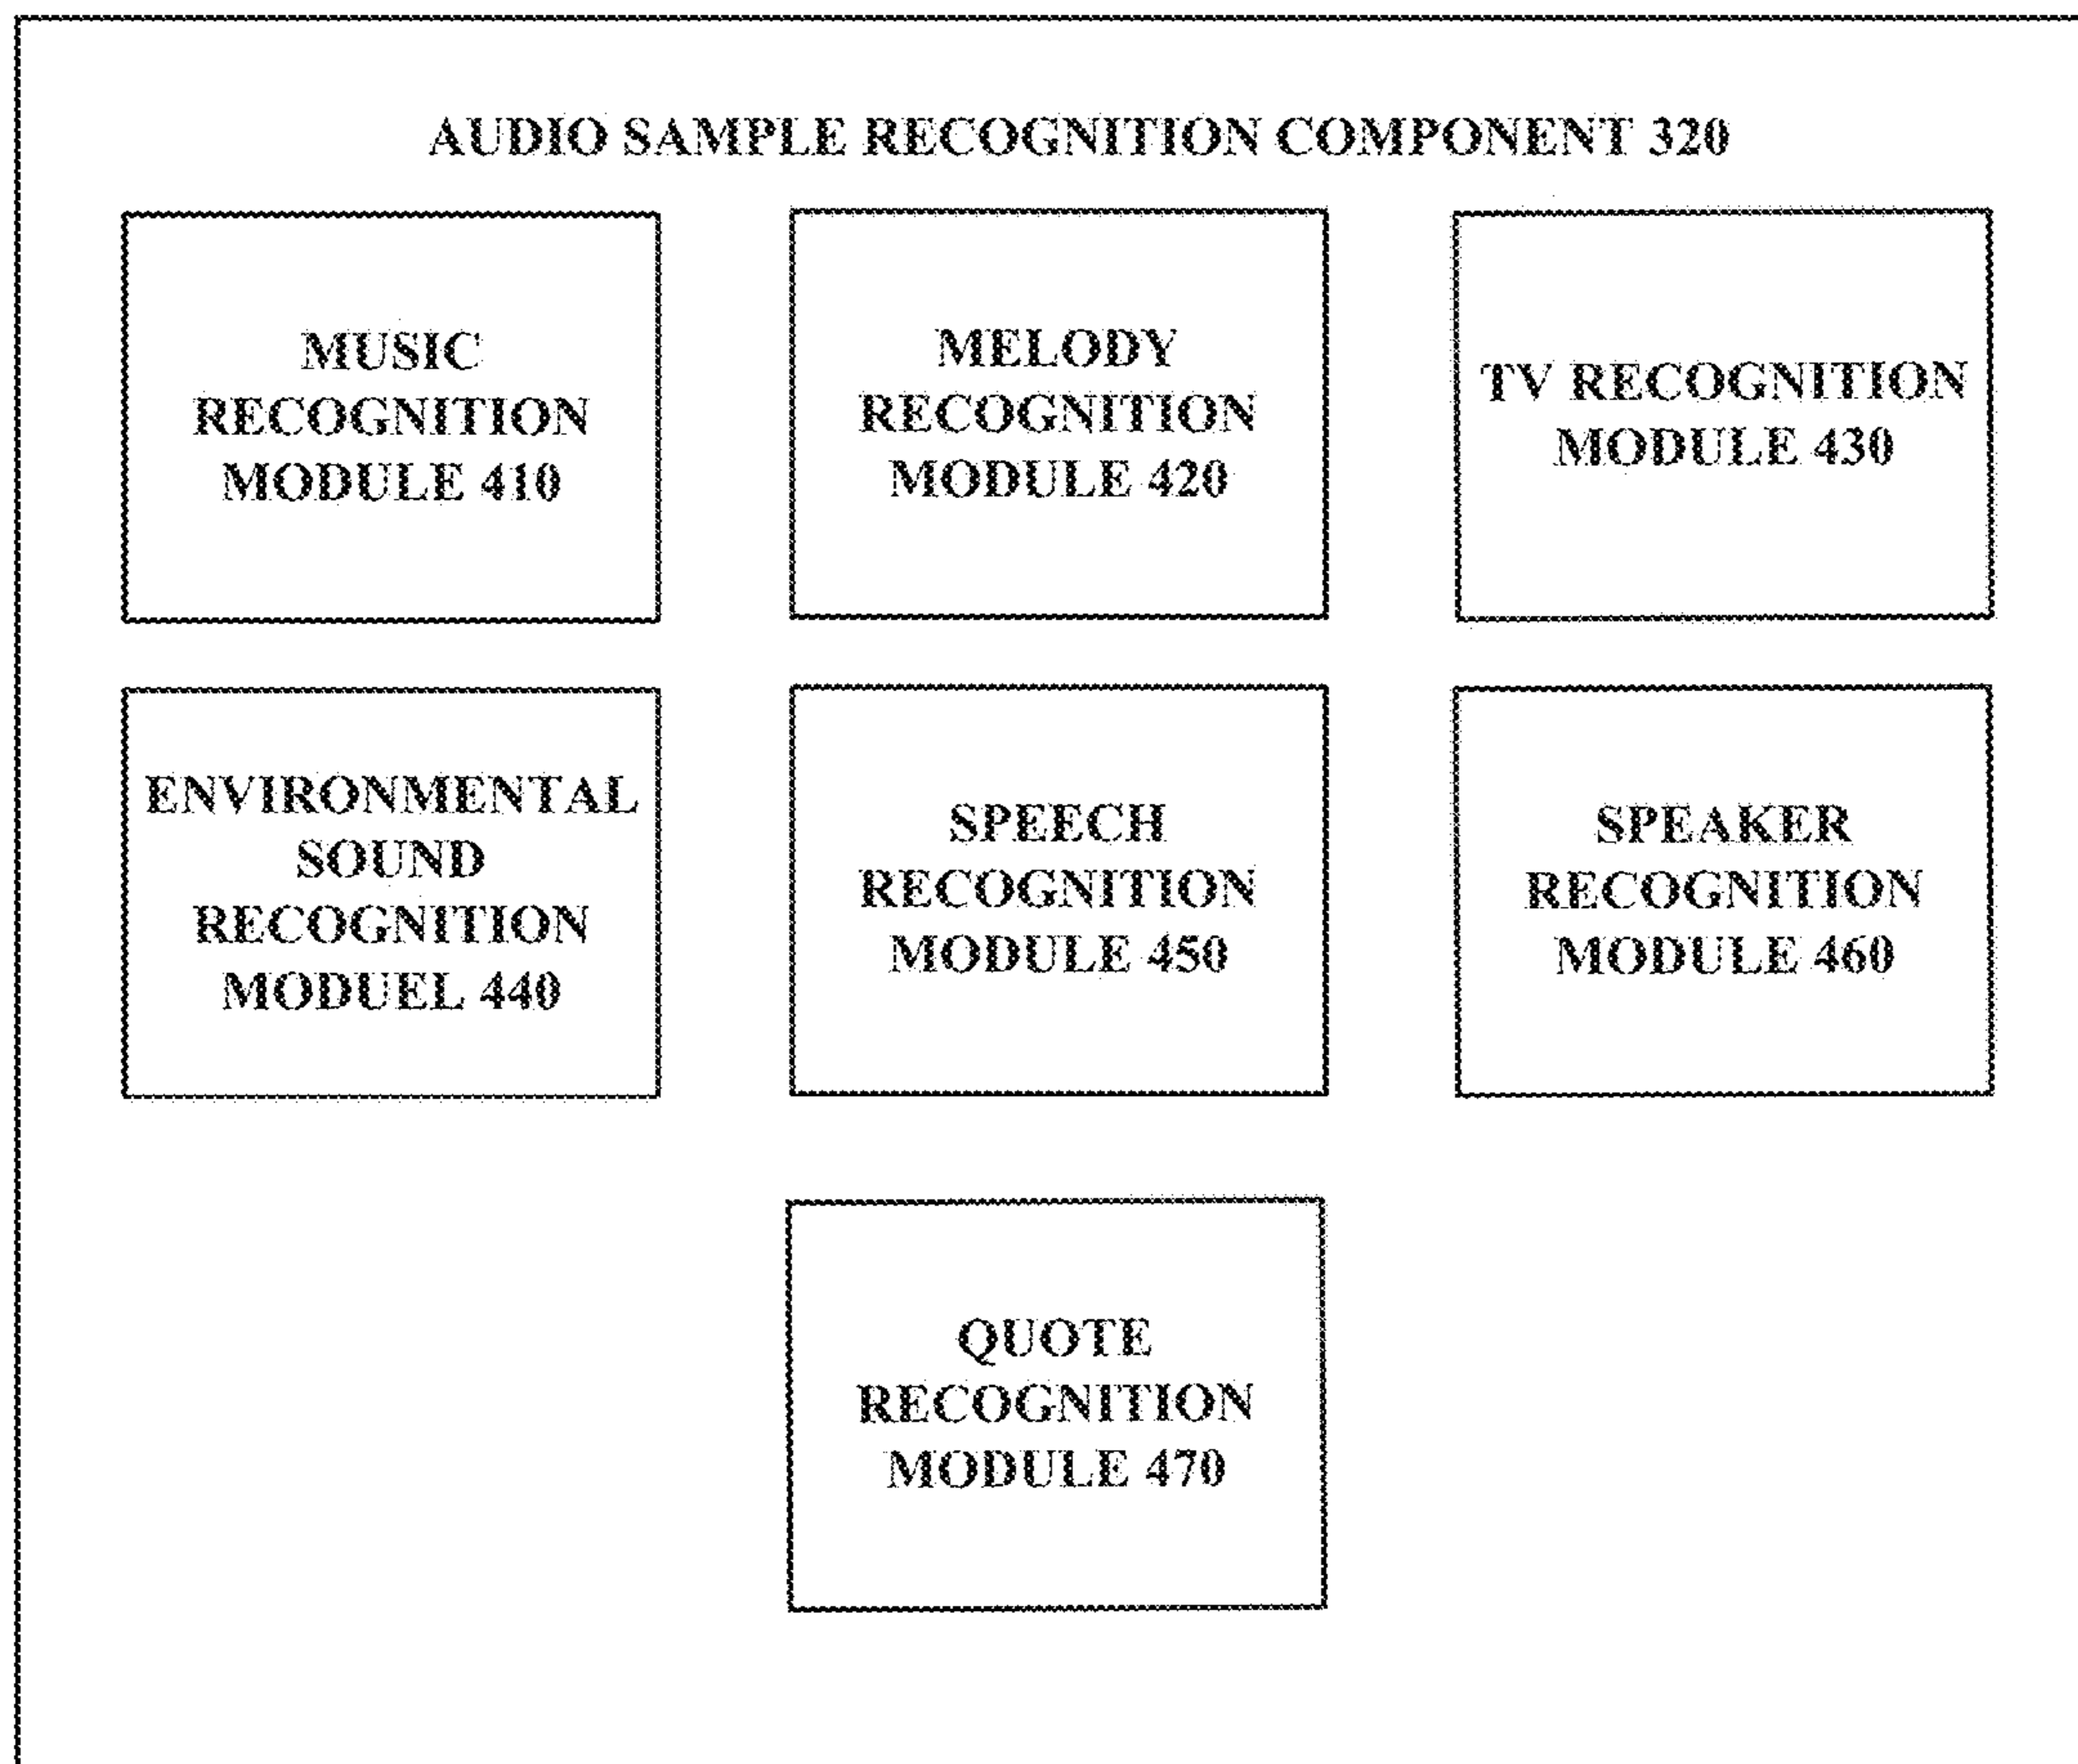 AUDIO SAMPLE RECOGNITION COMPONENT 320
MUSIC
RECOGNITION
MODULE 410
MELODY
RECOGNITION
MODULE 420
TV RECOGNITION
MODULE 430
ENVIRONMENTAL
SOUND
RECOGNITION
MODUEL 440
SPEECH
RECOGNITION
MODULE 450
SPEAKER
RECOGNITION
MODULE 460
QUOTE
RECOGNITION
MODULE 470